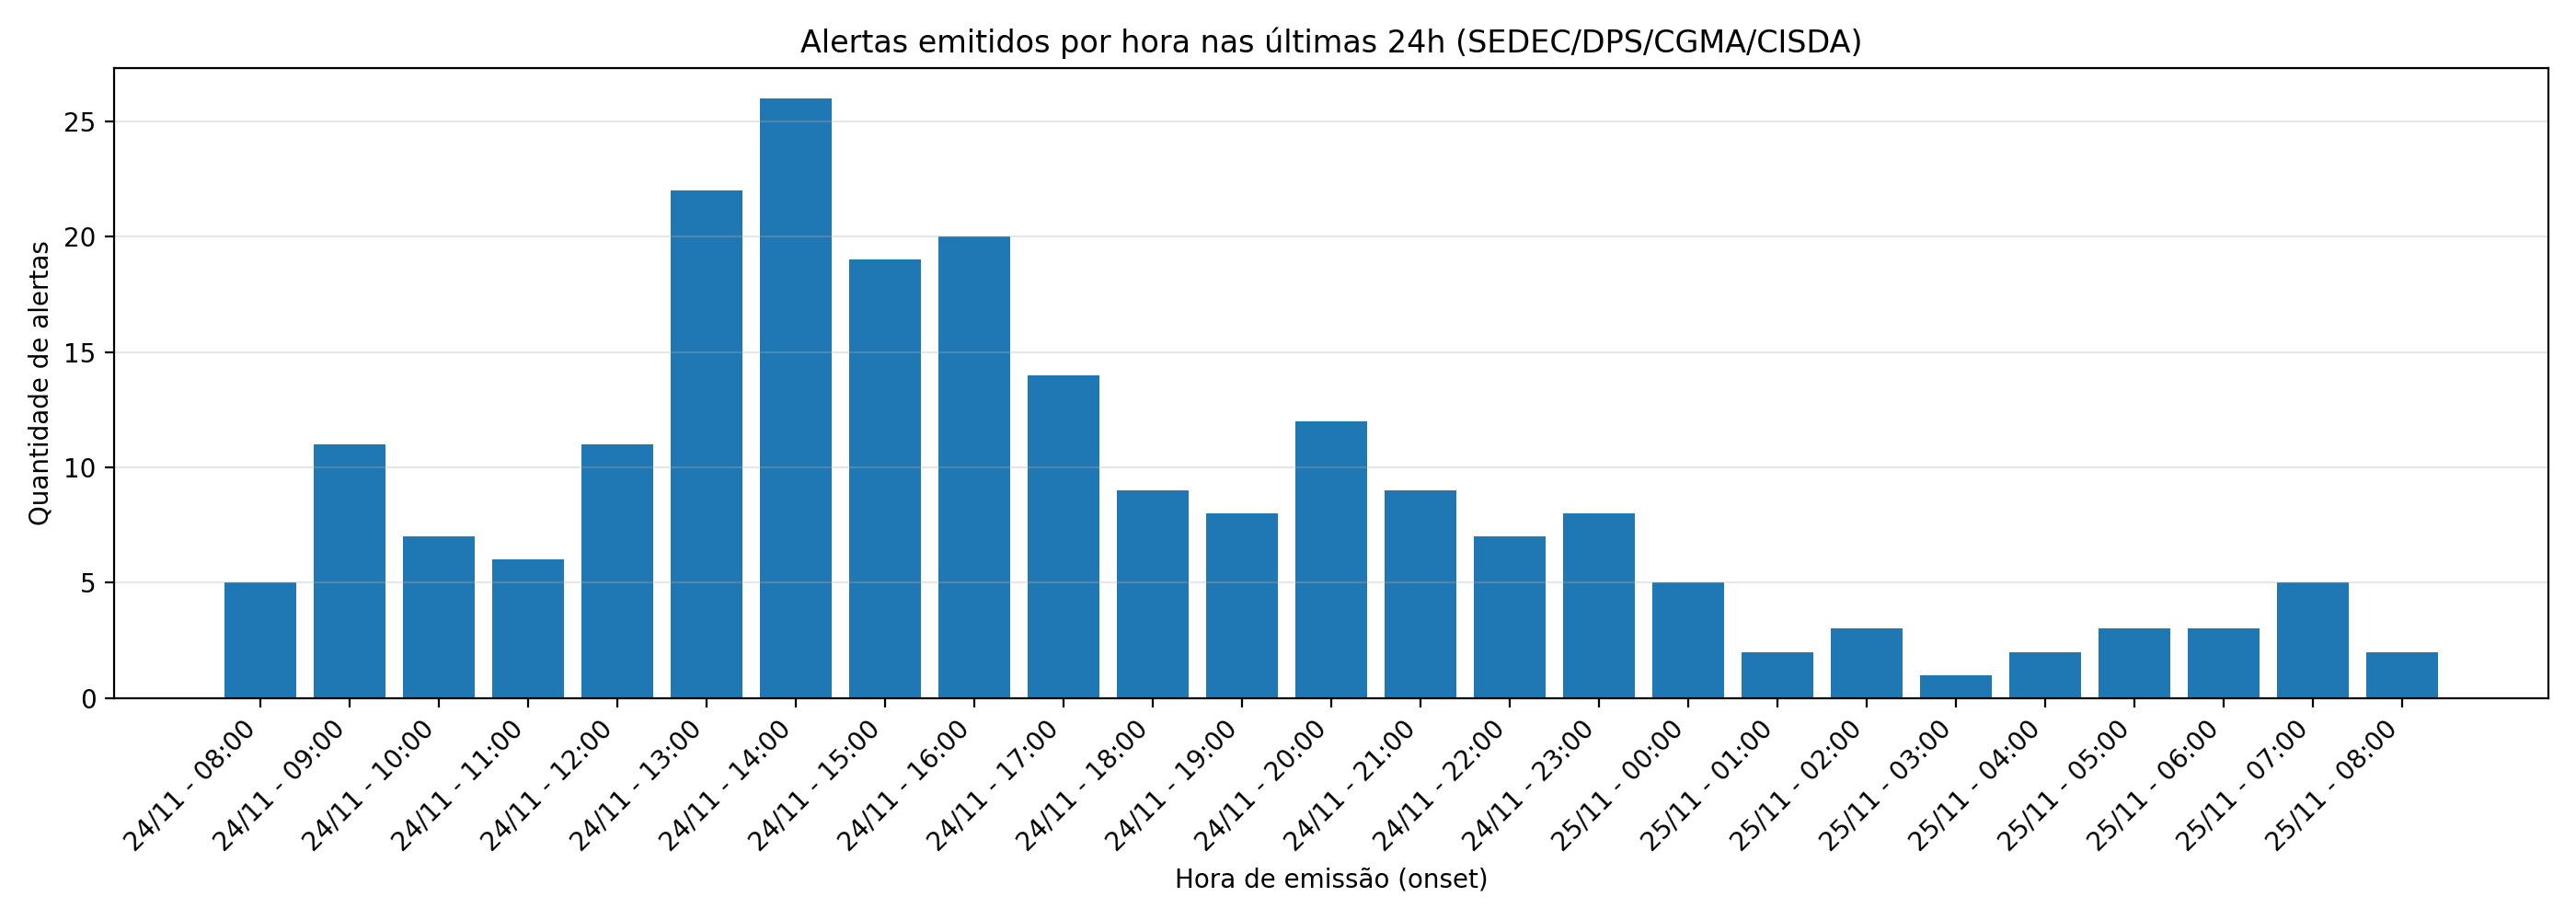 Alertas emitidos por hora nas últimas 24h (SEDEC/DPS/CGMA/CISDA)
Quantidade de alertas
25
20
15
10
5
0
24/11 - 08:00
24/11 - 09:00
24/11 - 10:00
24/11 - 11:00
24/11 - 12:00
24/11 - 13:00
24/11 - 14:00
24/11 - 15:00
24/11 - 16:00
24/11 - 17:00
24/11 - 18:00
24/11 - 19:00
24/11 - 20:00
24/11 - 21:00
24/11 - 22:00
24/11 - 23:00
25/11 - 00:00
25/11 - 01:00
25/11 - 02:00
25/11 - 03:00
25/11 - 04:00
25/11 - 05:00
25/11 - 06:00
25/11 - 07:00
25/11 - 08:00
Hora de emissão (onset)